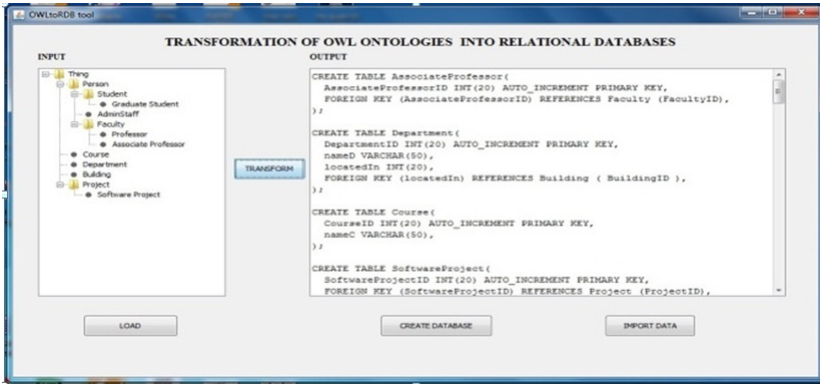 OWLtoRDB tool
TRANSFORMATION OF OWL ONTOLOGIES INTO RELATIONAL DATABASES
INPUT
Thing
Person
Student
Graduate Student
AdminStaff
Faculty
Professor
Associate Professor
Course
Department
Building
Project
Software Project
LOAD
TRANSFORM
OUTPUT
CREATE TABLE AssociateProfessor(
AssociateProfessorID INT(20) AUTO_INCREMENT PRIMARY KEY,
FOREIGN KEY (AssociateProfessorID) REFERENCES Faculty (FacultyID),
);
CREATE TABLE Department(
DepartmentID INT(20) AUTO_INCREMENT PRIMARY KEY,
nameD VARCHAR(50),
locatedIn INT(20),
FOREIGN KEY (locatedIn) REFERENCES Building ( BuildingID ),
);
CREATE TABLE Course(
CourseID INT(20) AUTO_INCREMENT PRIMARY KEY,
nameC VARCHAR(50),
);
CREATE TABLE SoftwareProject(
SoftwareProjectID INT(20) AUTO_INCREMENT PRIMARY KEY,
FOREIGN KEY (SoftwareProjectID) REFERENCES Project (ProjectID),
CREATE DATABASE
IMPORT DATA